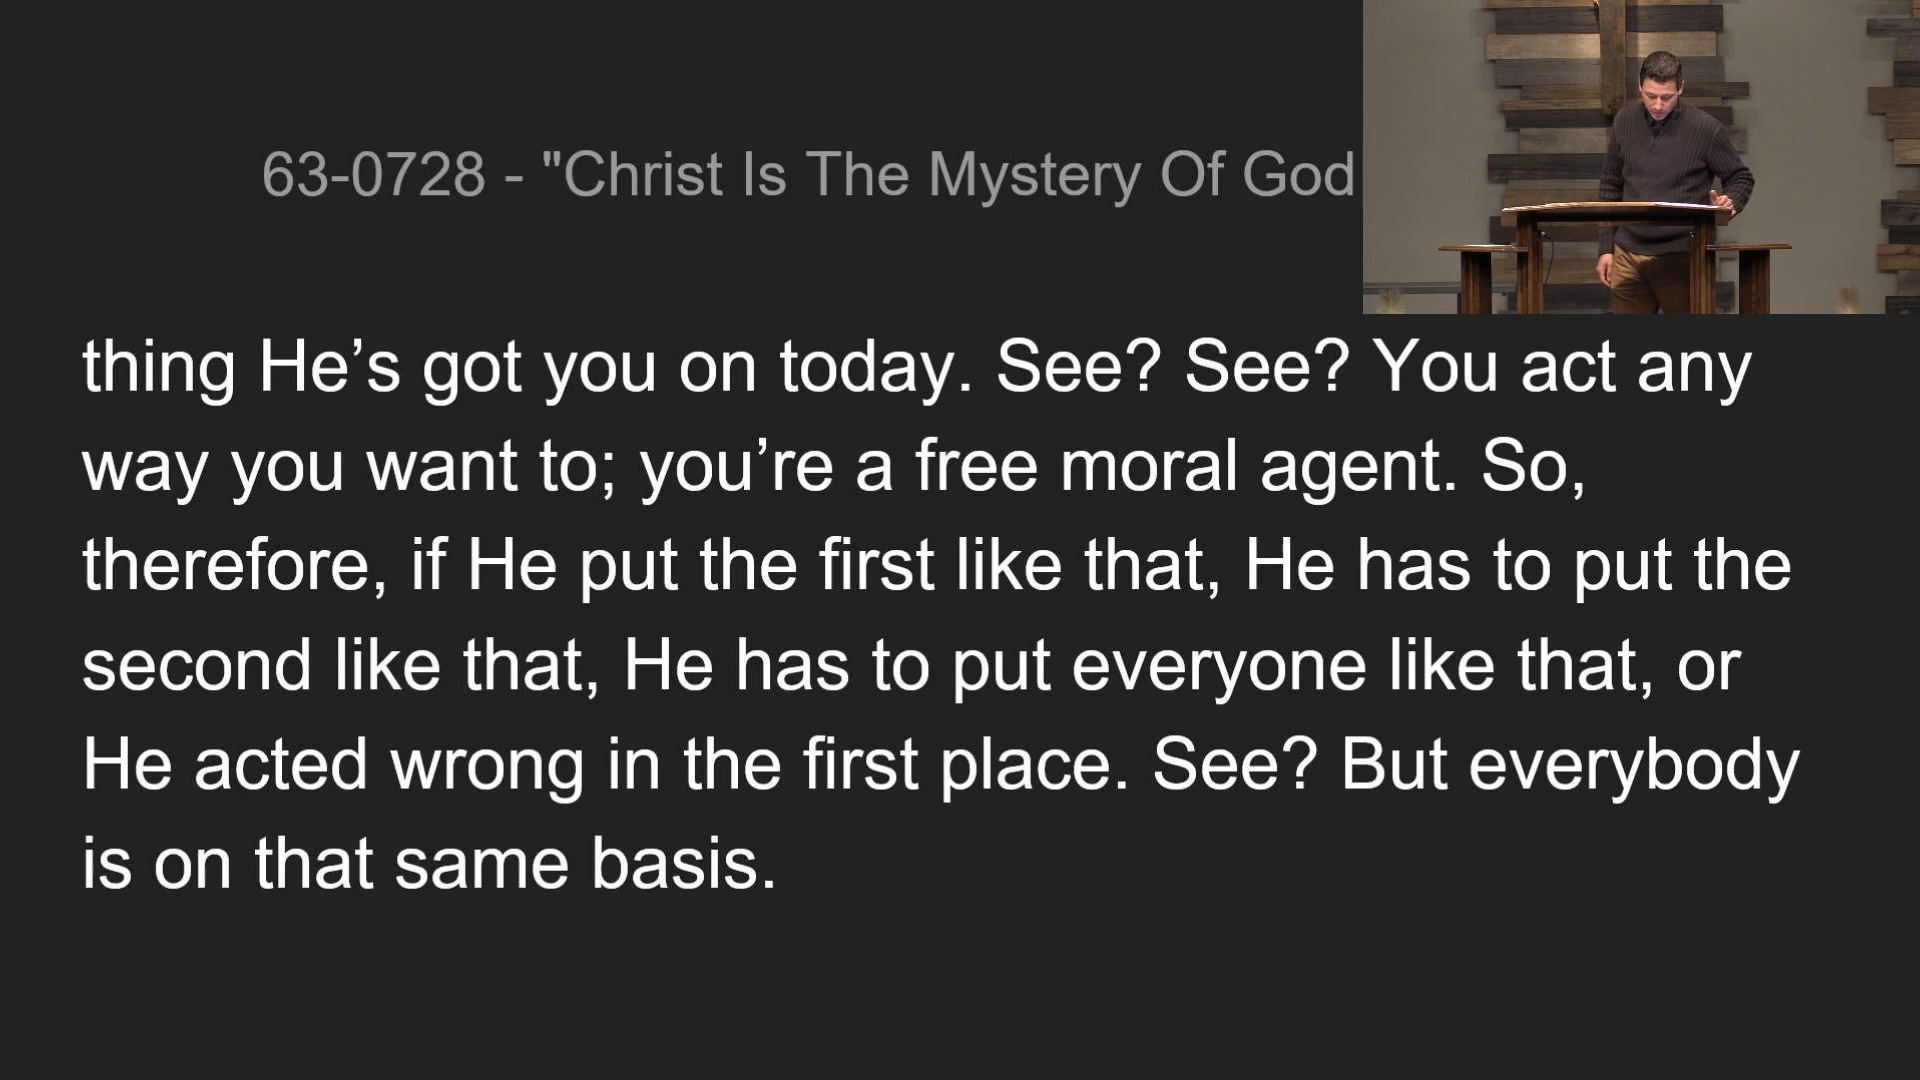 63-0728 - "Christ Is The Mystery Of God
thing He’s got you on today. See? See? You act any
way you want to; you’re a free moral agent. So,
therefore, if He put the first like that, He has to put the
second like that, He has to put everyone like that, or
He acted wrong in the first place. See? But everybody
is on that same basis.